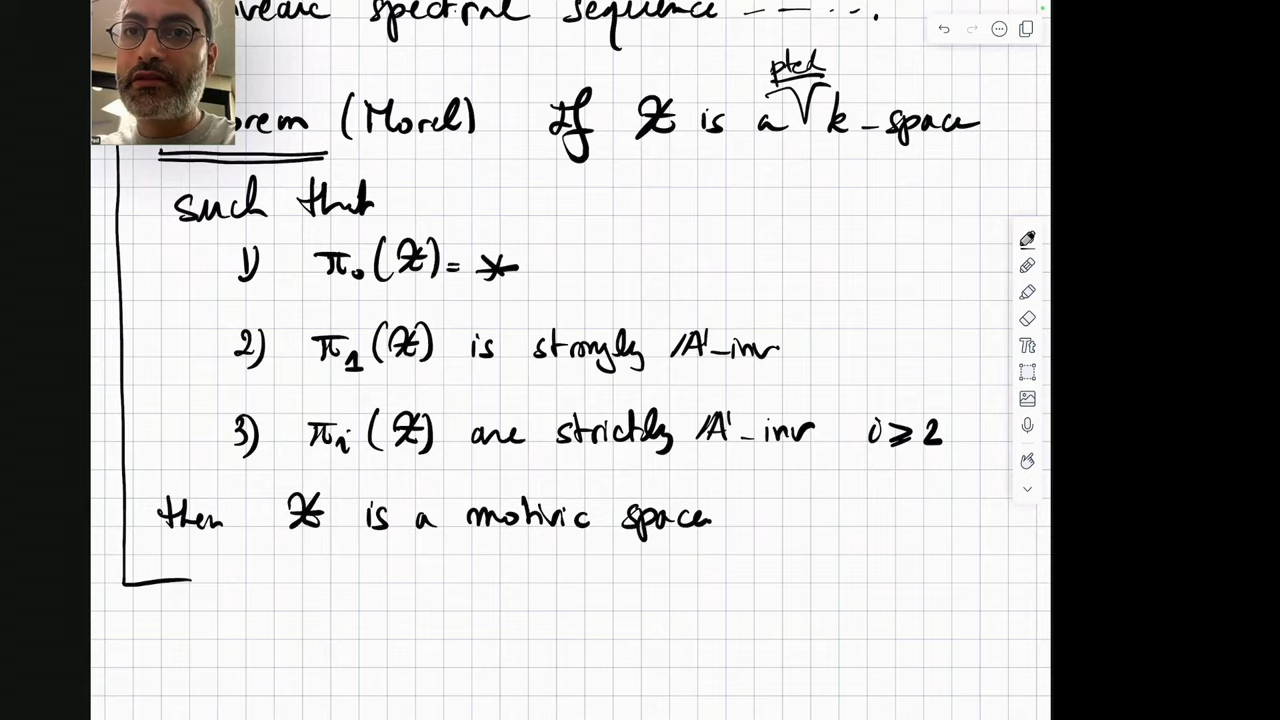 spectral sequence – – – · · .
pted
(Morel) If 𝒳 is a √ k-space
such that
1) π₀(𝒳) = *
2) π₁(𝒳) is strongly 𝔸¹-inv
3) πᵢ(𝒳) are strictly 𝔸¹-inv i ≥ 2
then 𝒳 is a motivic space
Tt